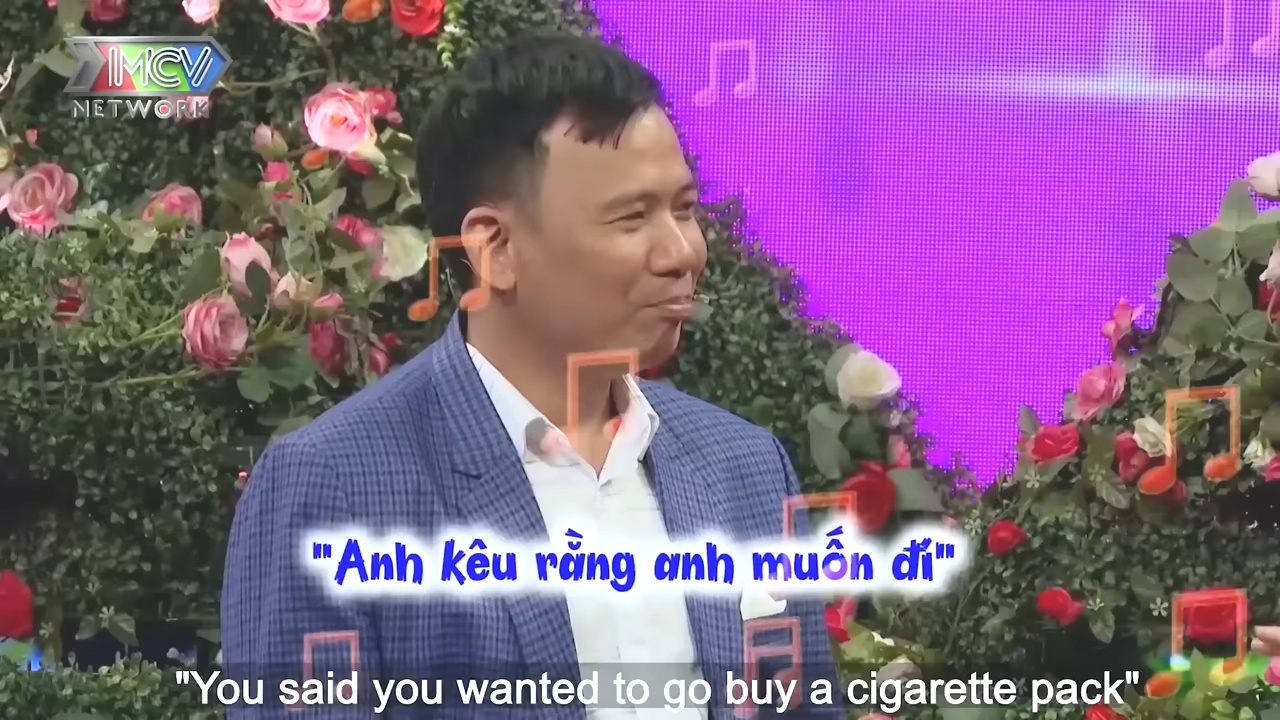 MCV
NETWORK
""Anh kêu rằng anh muốn đi""
"You said you wanted to go buy a cigarette pack"